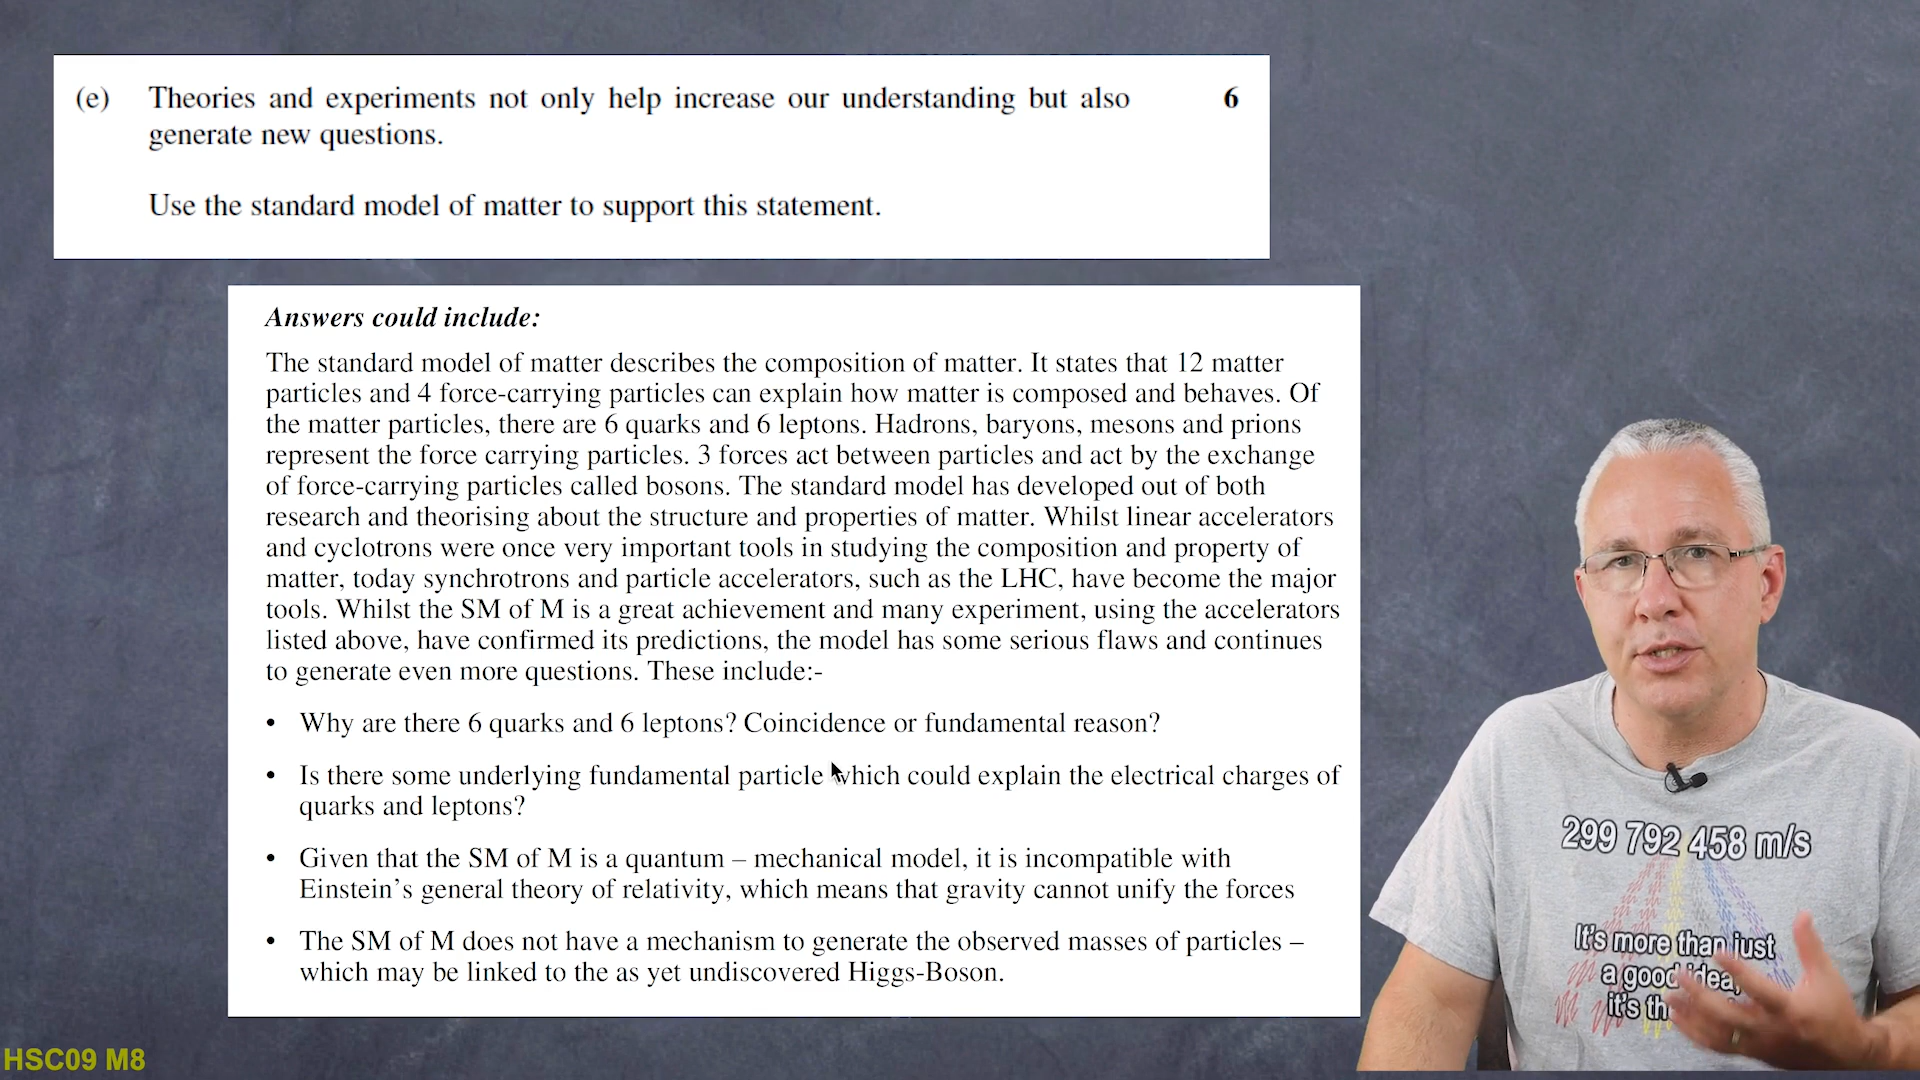 (e) Theories and experiments not only help increase our understanding but also 6
generate new questions.
Use the standard model of matter to support this statement.
Answers could include:
The standard model of matter describes the composition of matter. It states that 12 matter
particles and 4 force-carrying particles can explain how matter is composed and behaves. Of
the matter particles, there are 6 quarks and 6 leptons. Hadrons, baryons, mesons and prions
represent the force carrying particles. 3 forces act between particles and act by the exchange
of force-carrying particles called bosons. The standard model has developed out of both
research and theorising about the structure and properties of matter. Whilst linear accelerators
and cyclotrons were once very important tools in studying the composition and property of
matter, today synchrotrons and particle accelerators, such as the LHC, have become the major
tools. Whilst the SM of M is a great achievement and many experiment, using the accelerators
listed above, have confirmed its predictions, the model has some serious flaws and continues
to generate even more questions. These include:-
• Why are there 6 quarks and 6 leptons? Coincidence or fundamental reason?
• Is there some underlying fundamental particle which could explain the electrical charges of
quarks and leptons?
• Given that the SM of M is a quantum – mechanical model, it is incompatible with
Einstein's general theory of relativity, which means that gravity cannot unify the forces
• The SM of M does not have a mechanism to generate the observed masses of particles –
which may be linked to the as yet undiscovered Higgs-Boson.
299 792 458 m/s
It's more than just
a good idea,
it's th
HSC09 M8